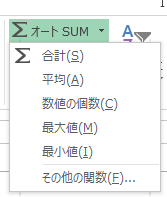 Σ オート SUM
A
Σ 合計(S)
平均(A)
数値の個数(C)
最大値(M)
最小値(I)
その他の関数(F)...